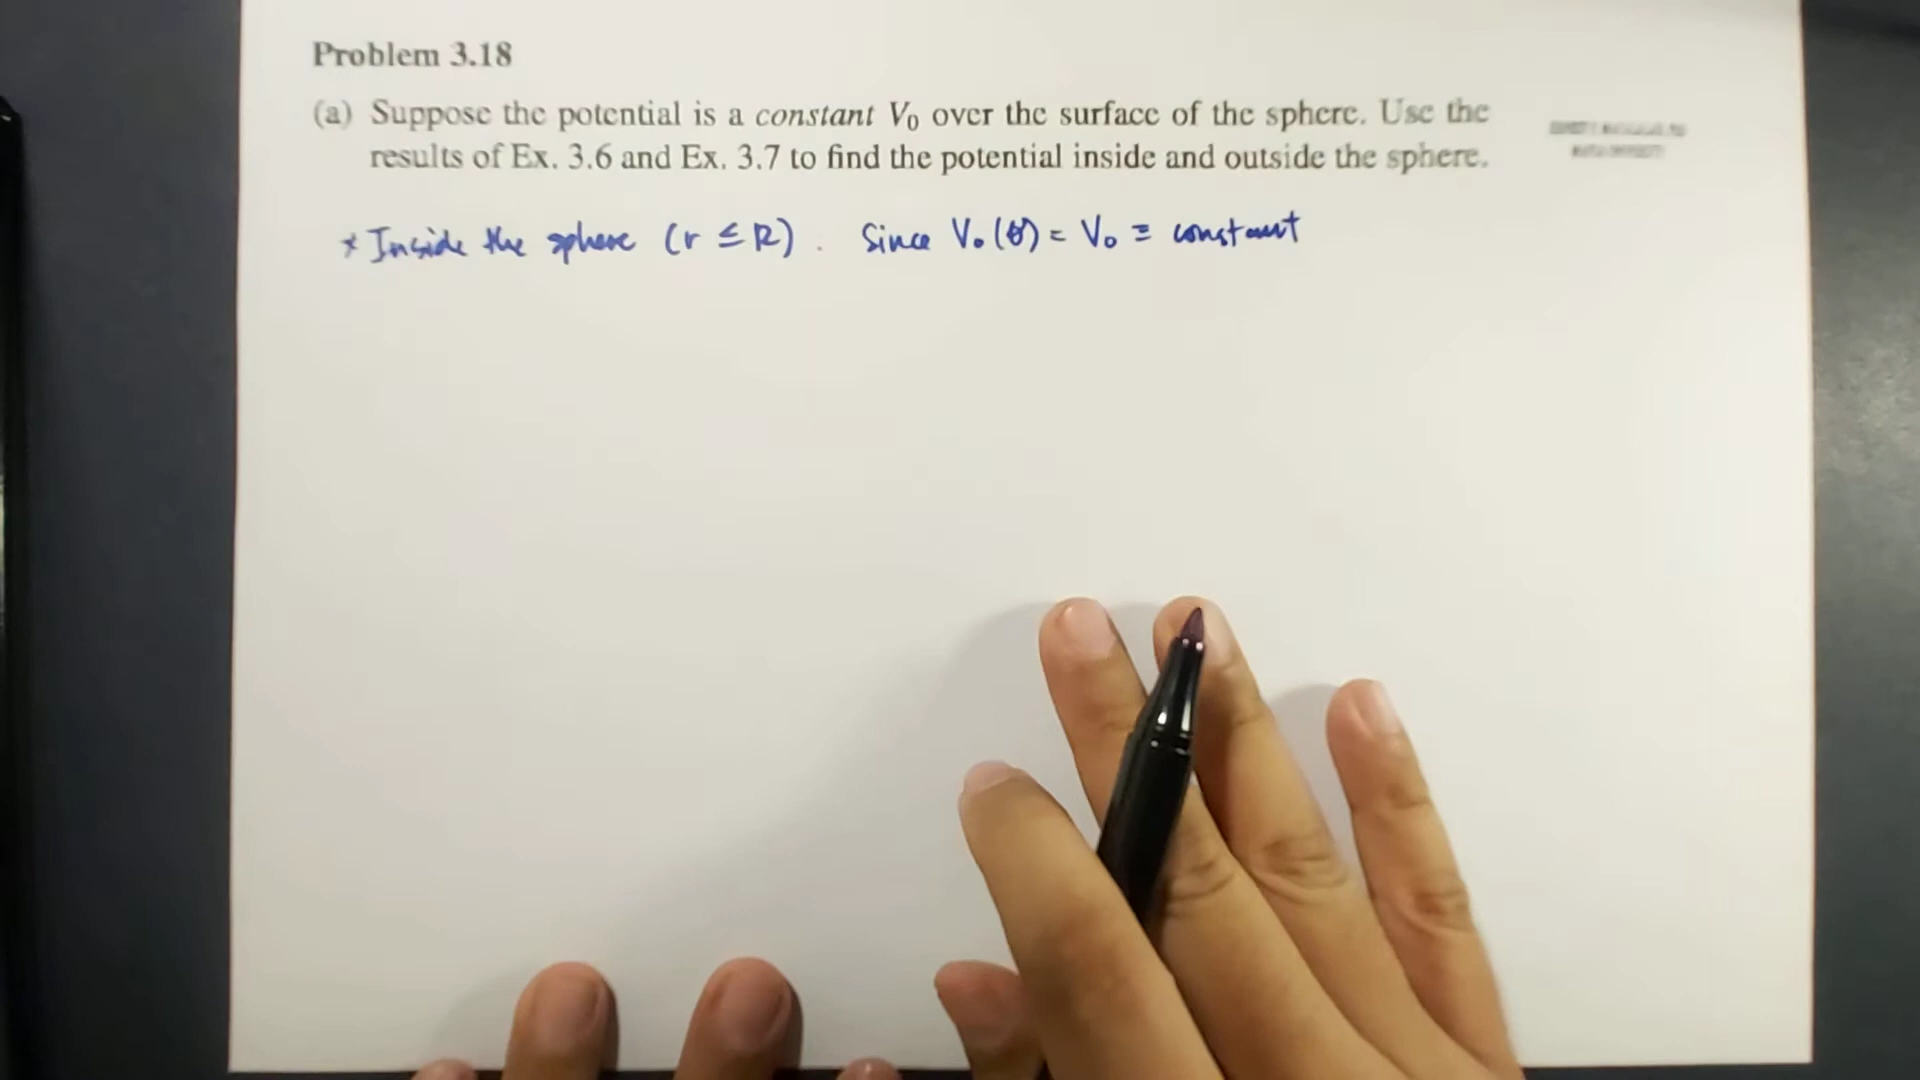 Problem 3.18
(a) Suppose the potential is a constant V₀ over the surface of the sphere. Use the
results of Ex. 3.6 and Ex. 3.7 to find the potential inside and outside the sphere.
* Inside the sphere (r ≤ R). Since V₀(θ) = V₀ ≡ constant